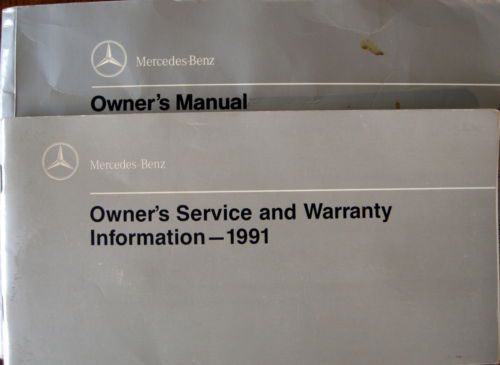 Mercedes-Benz
Owner's Manual
Mercedes-Benz
Owner's Service and Warranty
Information—1991